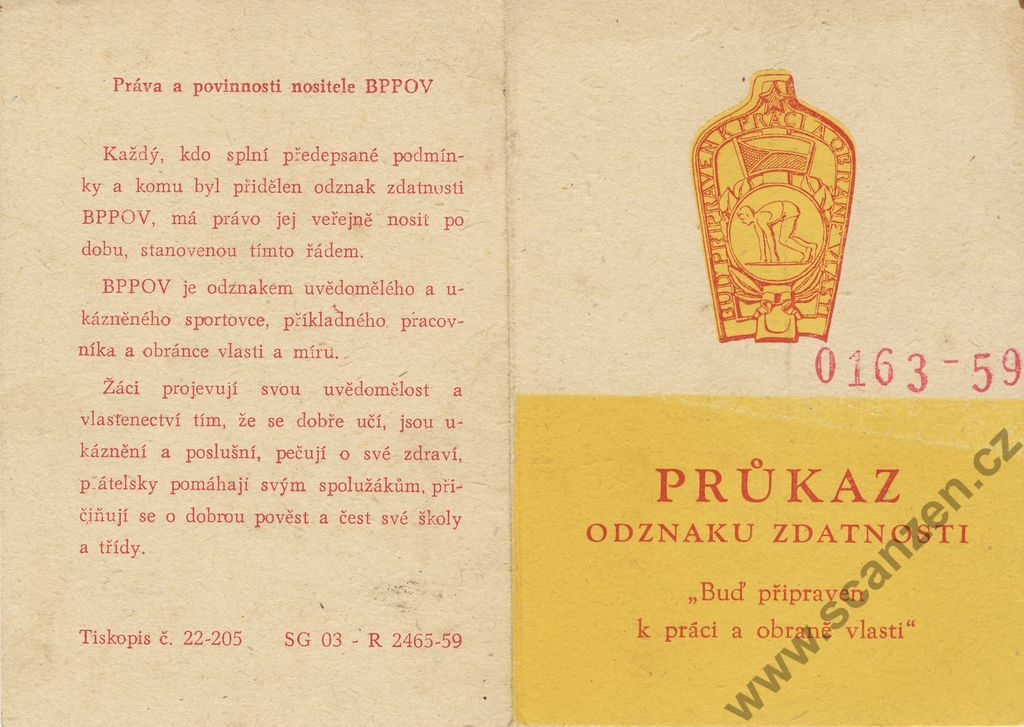 Práva a povinnosti nositele BPPOV
Každý, kdo splní předepsané podmín-
ky a komu byl přidělen odznak zdatnosti
BPPOV, má právo jej veřejně nosit po
dobu, stanovenou tímto řádem.
BPPOV je odznakem uvědomělého a u-
kázněného sportovce, příkladného pracov-
níka a obránce vlasti a míru.
Žáci projevují svou uvědomělost a
vlastenectví tím, že se dobře učí, jsou u-
káznění a poslušní, pečují o své zdraví,
přátelsky pomáhají svým spolužákům, při-
čiňují se o dobrou pověst a čest své školy
a třídy.
Tiskopis č. 22-205 SG 03 - R 2465-59
BUĎ PŘIPRAVEN K PRÁCI A OBRANĚ VLASTI
0163-59
PRŮKAZ
ODZNAKU ZDATNOSTI
„Buď připraven
k práci a obraně vlasti“
www.scanzen.cz